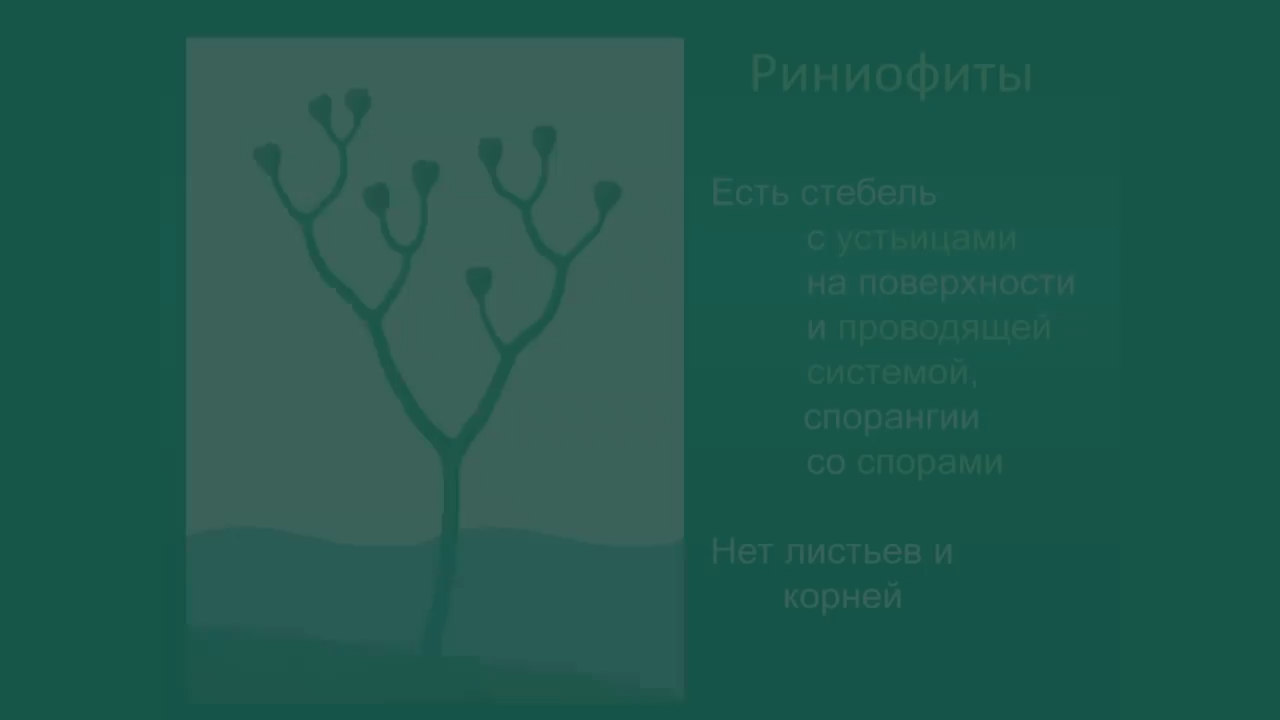 Риниофиты
Есть стебель
с устьицами
на поверхности
и проводящей
системой,
спорангии
со спорами
Нет листьев и
корней